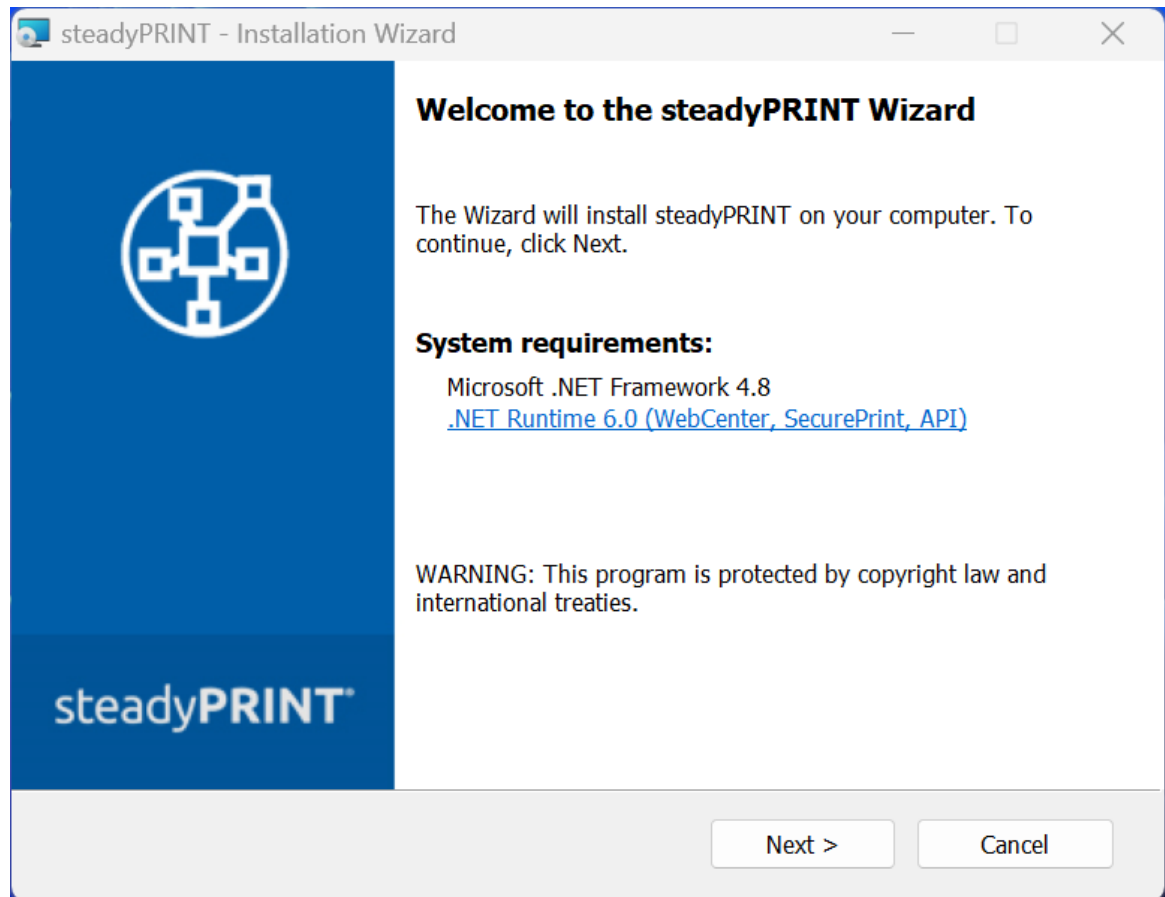 steadyPRINT - Installation Wizard
Welcome to the steadyPRINT Wizard
The Wizard will install steadyPRINT on your computer. To
continue, click Next.
System requirements:
Microsoft .NET Framework 4.8
.NET Runtime 6.0 (WebCenter, SecurePrint, API)
WARNING: This program is protected by copyright law and
international treaties.
steadyPRINT®
Next >
Cancel